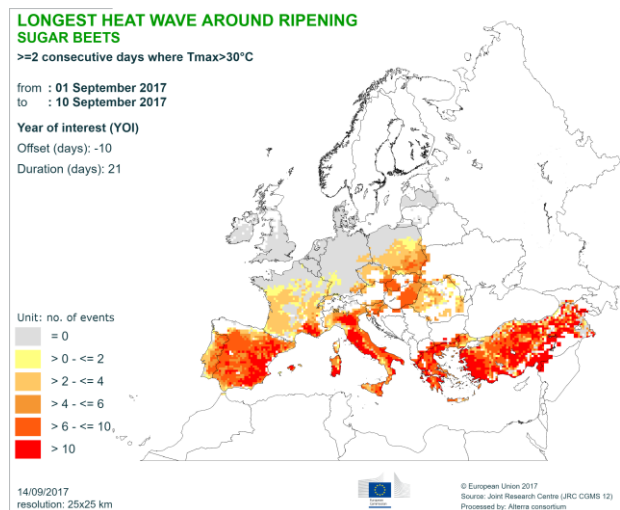 LONGEST HEAT WAVE AROUND RIPENING
SUGAR BEETS
>=2 consecutive days where Tmax>30°C
from : 01 September 2017
to : 10 September 2017
Year of interest (YOI)
Offset (days): -10
Duration (days): 21
Unit: no. of events
= 0
> 0 - <= 2
> 2 - <= 4
> 4 - <= 6
> 6 - <= 10
> 10
14/09/2017
resolution: 25x25 km
© European Union 2017
Source: Joint Research Centre (JRC CGMS 12)
Processed by: Alterra consortium